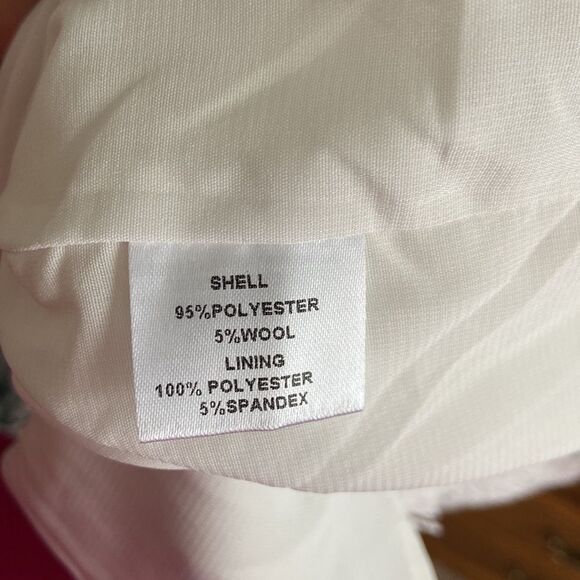 SHELL
95%POLYESTER
5%WOOL
LINING
100% POLYESTER
5%SPANDEX